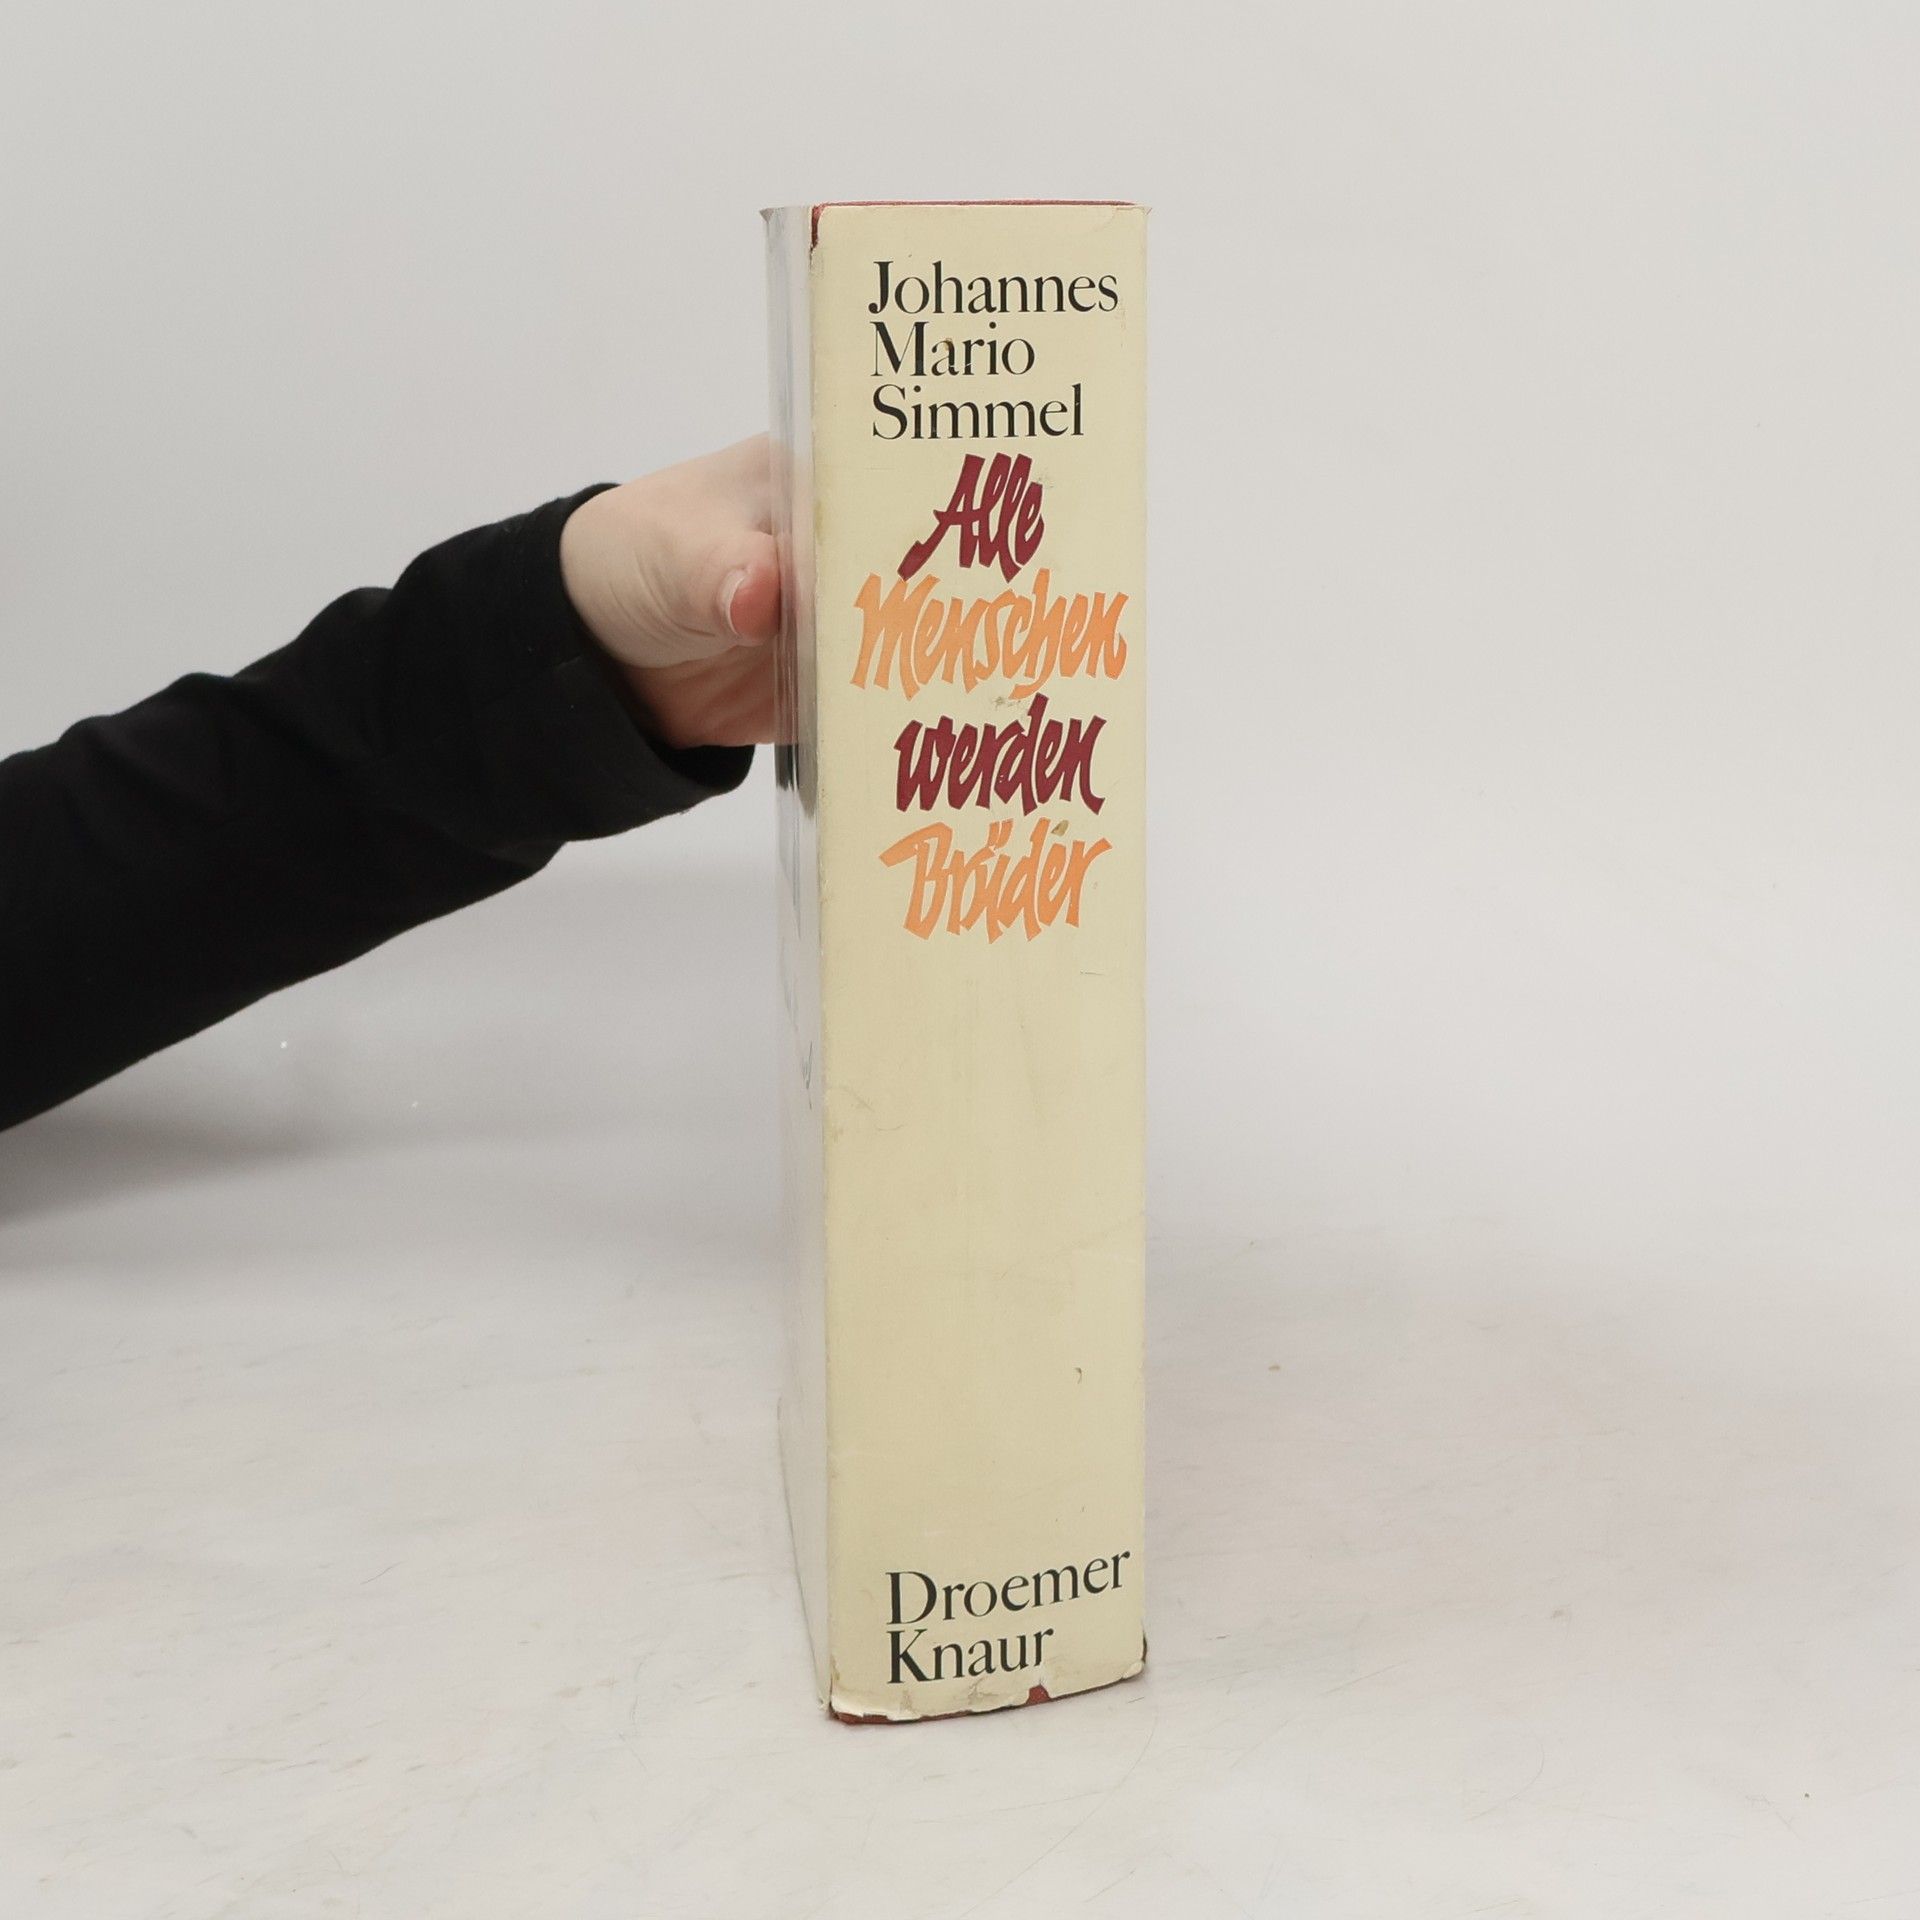 Johannes
Mario
Simmel
Alle
Menschen
werden
Brüder
Droemer
Knaur